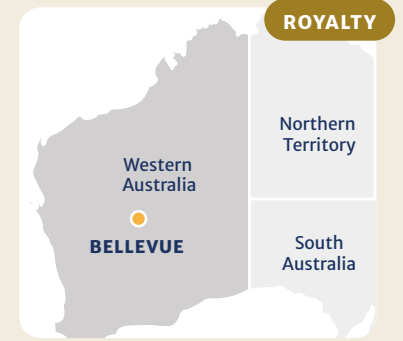 ROYALTY
Northern
Territory
Western
Australia
BELLEVUE
South
Australia